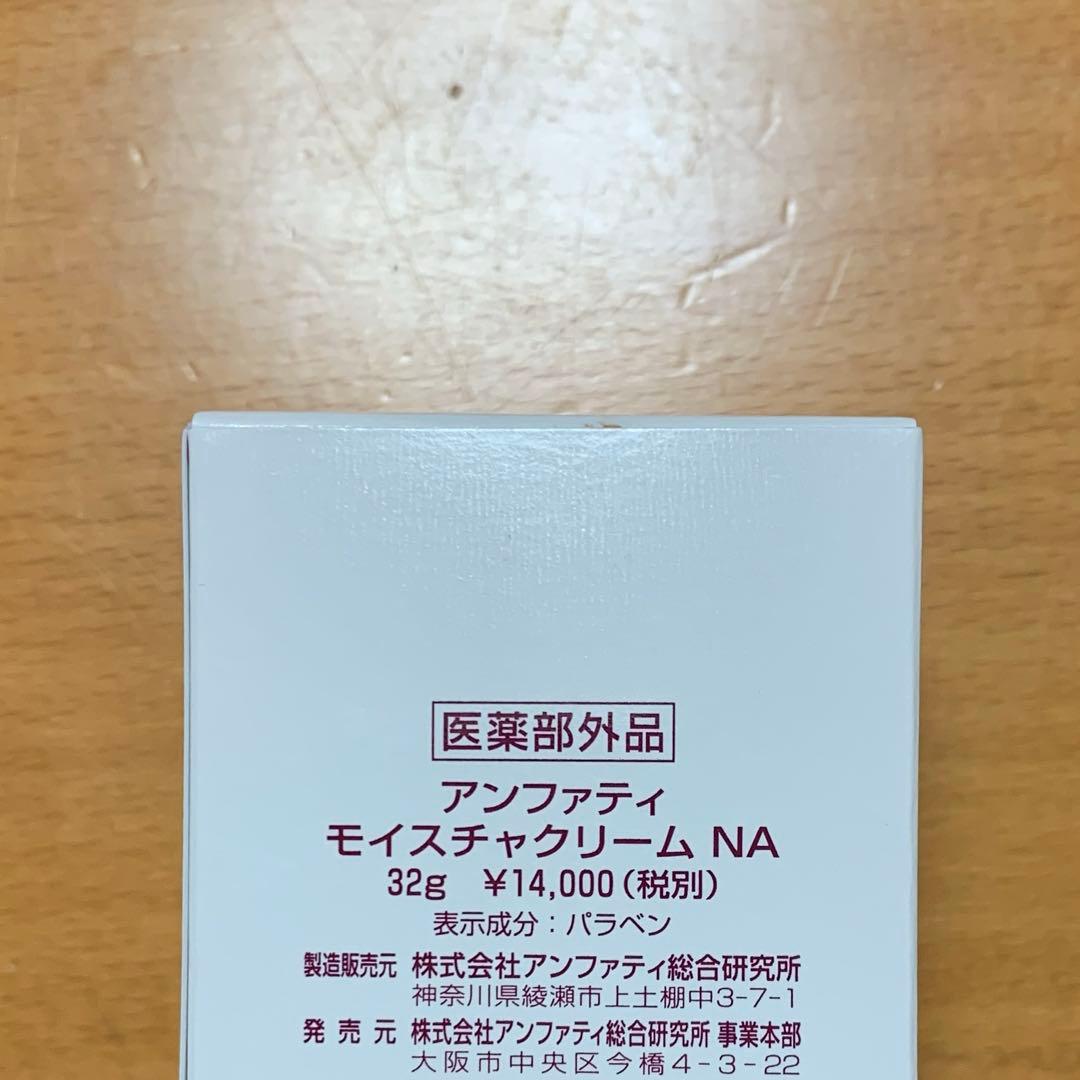 医薬部外品
アンファティ
モイスチャクリーム NA
32g ¥14,000(税別)
表示成分：パラベン
製造販売元 株式会社アンファティ総合研究所
神奈川県綾瀬市上土棚中3-7-1
発売元 株式会社アンファティ総合研究所 事業本部
大阪市中央区今橋4-3-22